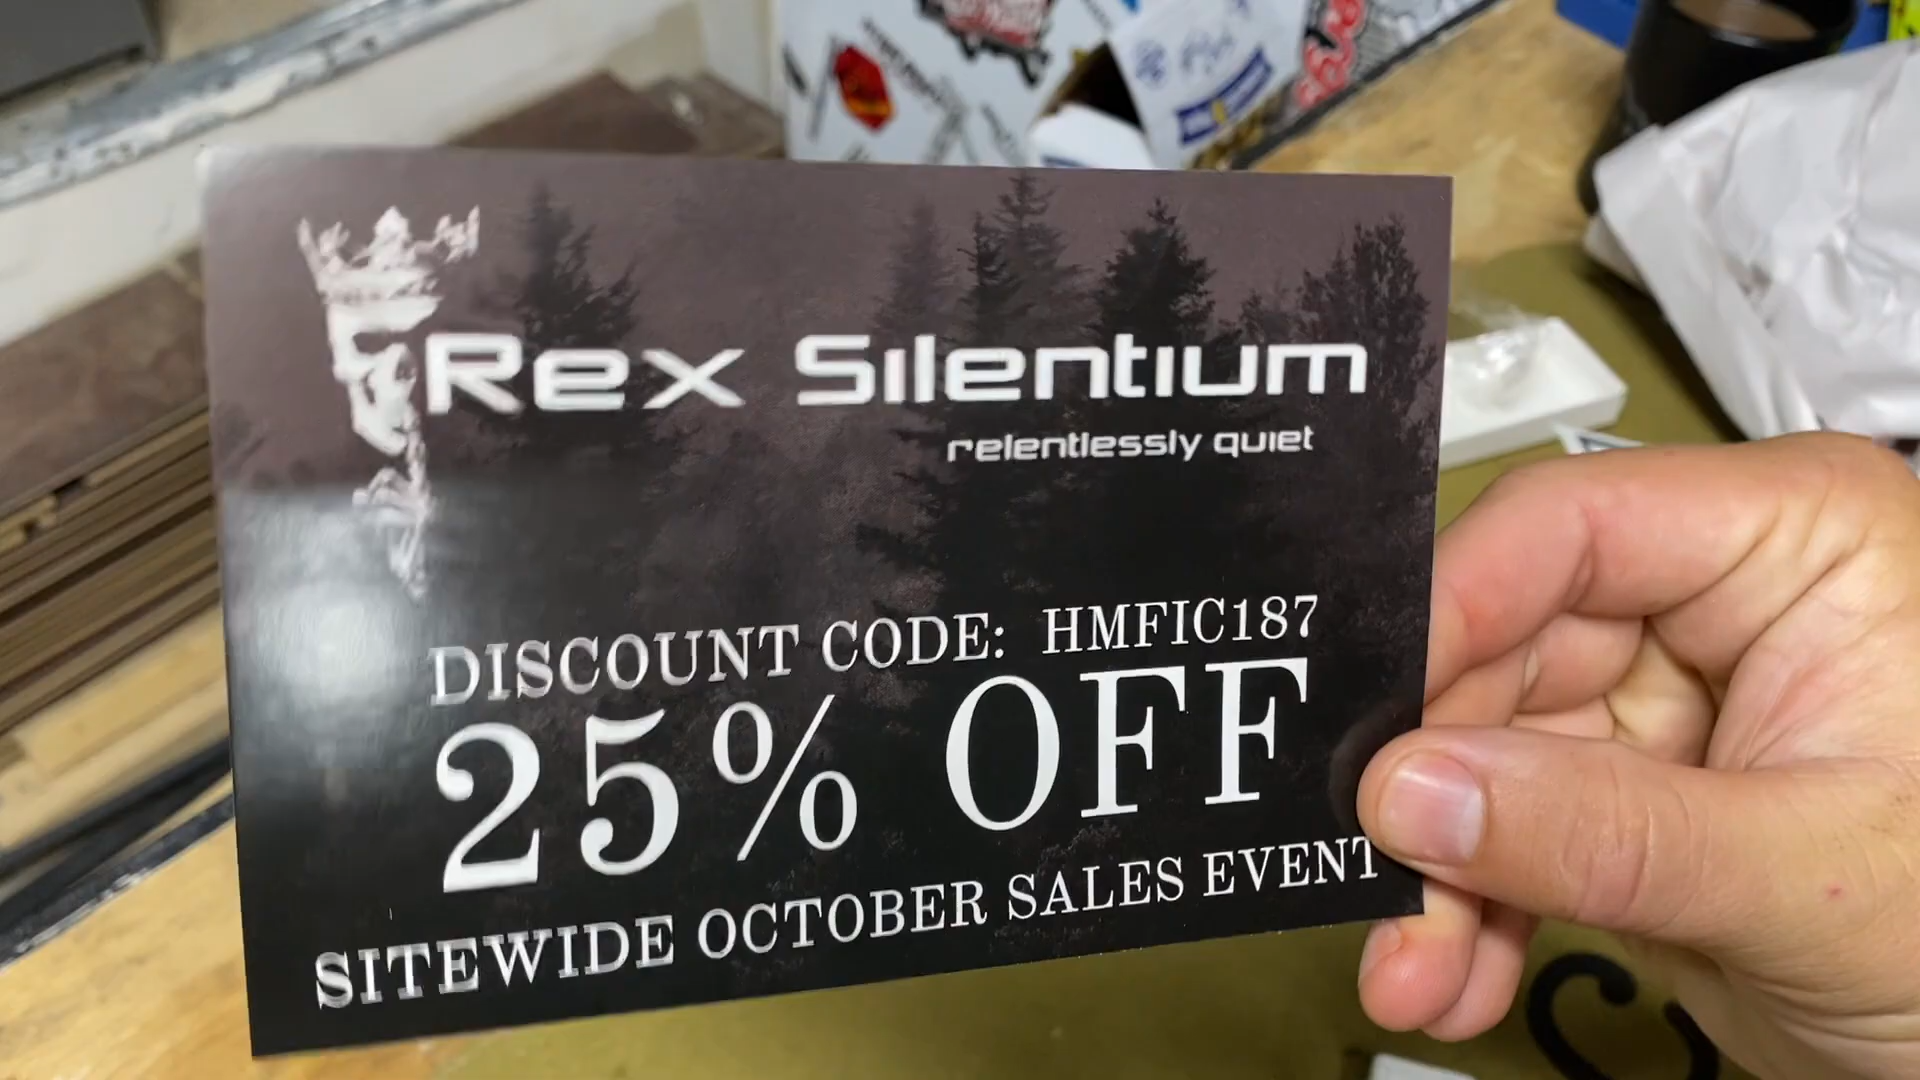 Rex Silentium
relentlessly quiet
DISCOUNT CODE: HMFIC187
25% OFF
SITEWIDE OCTOBER SALES EVENT